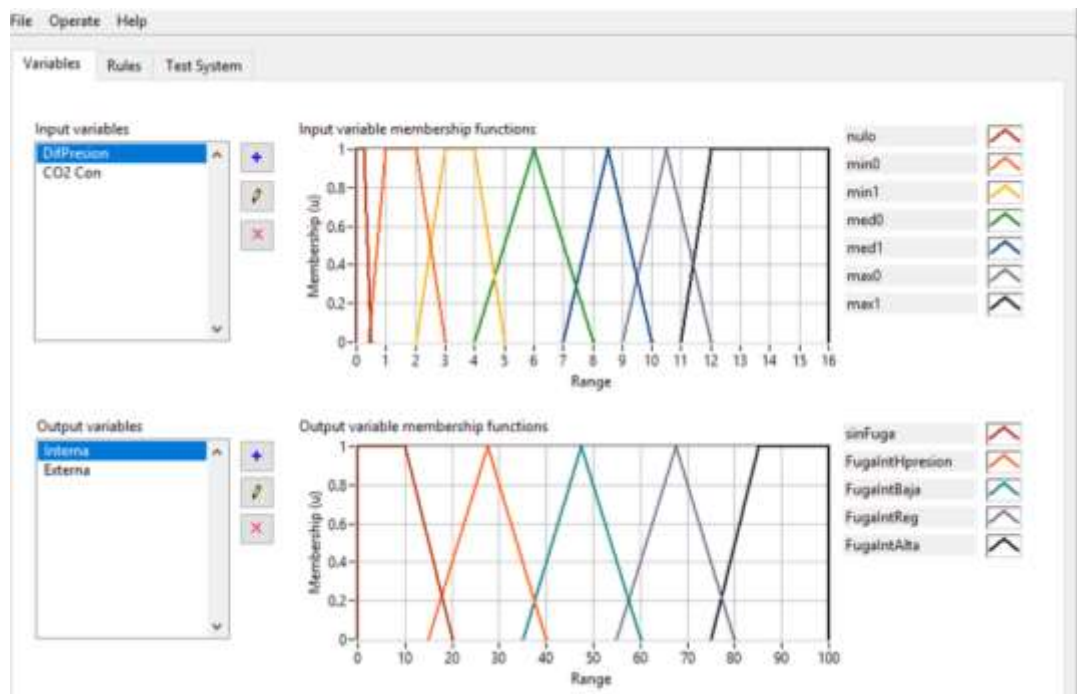 File Operate Help
Variables Rules Test System
Input variables
DifPresion
CO2 Con
Input variable membership functions
Membership (u)
1
0.8
0.6
0.4
0.2
0
0 1 2 3 4 5 6 7 8 9 10 11 12 13 14 15 16
Range
nulo
min0
min1
med0
med1
max0
max1
Output variables
Interna
Externa
Output variable membership functions
Membership (u)
1
0.8
0.6
0.4
0.2
0
0 10 20 30 40 50 60 70 80 90 100
Range
sinFuga
FugaIntHpresion
FugaIntBaja
FugaIntReg
FugaIntAlta